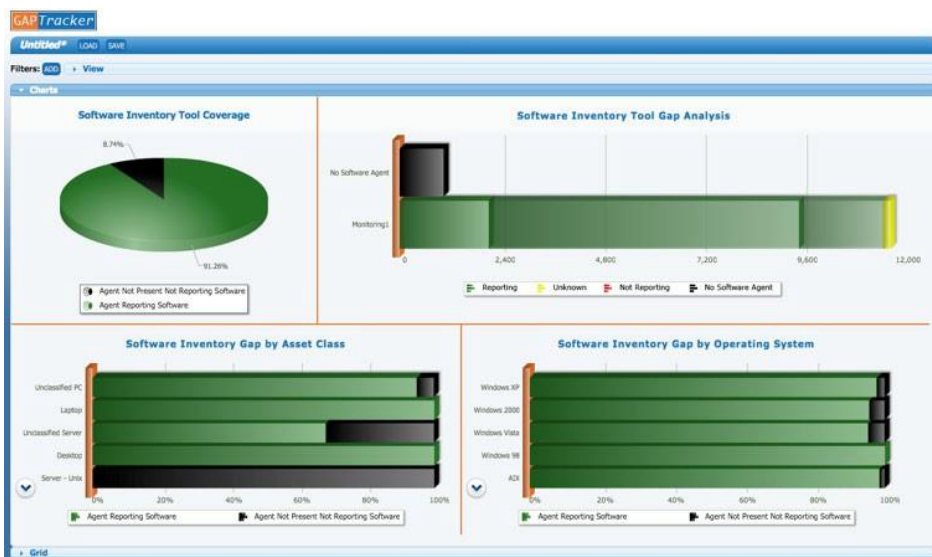 GAPTracker
Untitled* LOAD SAVE
Filters: ADD View
Charts
Software Inventory Tool Coverage
8.74%
91.26%
Agent Not Present Not Reporting Software
Agent Reporting Software
Software Inventory Tool Gap Analysis
No Software Agent
Monitoring1
0 2,400 4,800 7,200 9,600 12,000
Reporting Unknown Not Reporting No Software Agent
Software Inventory Gap by Asset Class
Unclassified PC
Laptop
Unclassified Server
Desktop
Server - Unix
0% 20% 40% 60% 80% 100%
Agent Reporting Software Agent Not Present Not Reporting Software
Software Inventory Gap by Operating System
Windows XP
Windows 2000
Windows Vista
Windows 98
AIX
0% 20% 40% 60% 80% 100%
Agent Reporting Software Agent Not Present Not Reporting Software
Grid